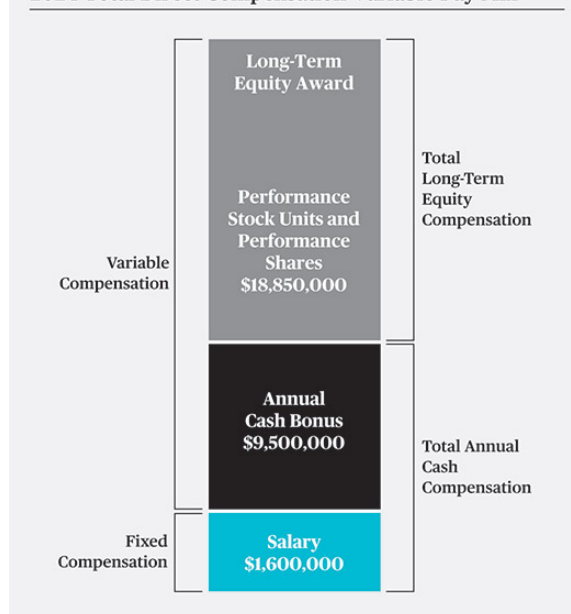 Long-Term
Equity Award
Total
Long-Term
Equity
Compensation
Performance
Stock Units and
Performance
Shares
$18,850,000
Variable
Compensation
Annual
Cash Bonus
$9,500,000
Total Annual
Cash
Compensation
Fixed
Compensation
Salary
$1,600,000